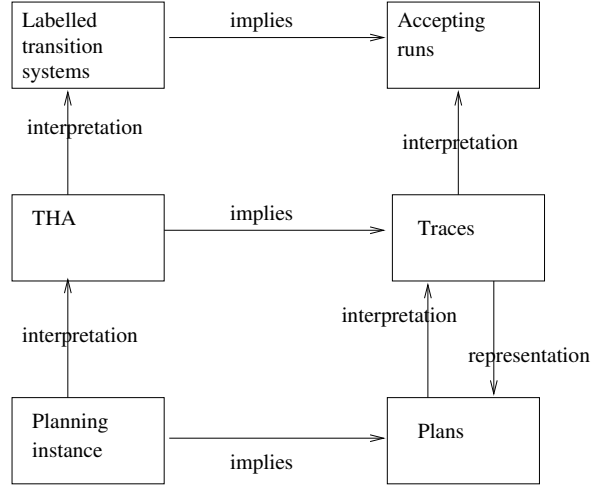 Labelled
transition
systems
implies
Accepting
runs
interpretation
interpretation
THA
implies
Traces
interpretation
interpretation
representation
Planning
instance
implies
Plans